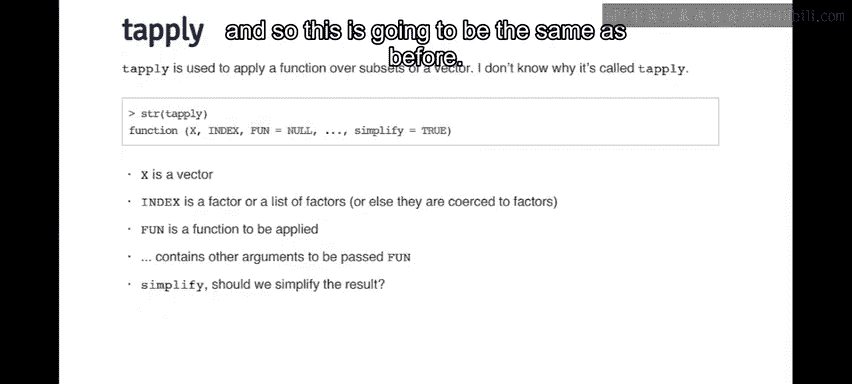 tapply
and so this is going to be the same as
before.
tapply is used to apply a function over subsets of a vector. I don't know why it's called tapply.
> str(tapply)
function (X, INDEX, FUN = NULL, ..., simplify = TRUE)
· X is a vector
· INDEX is a factor or a list of factors (or else they are coerced to factors)
· FUN is a function to be applied
· ... contains other arguments to be passed FUN
· simplify, should we simplify the result?